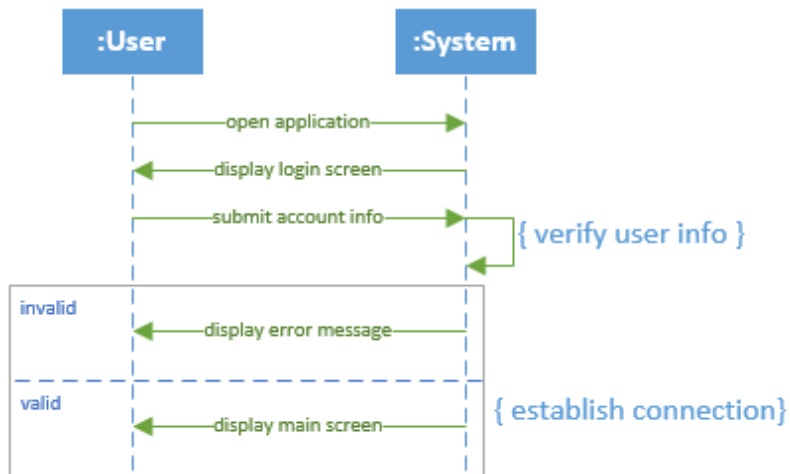 :User
:System
open application
display login screen
submit account info
{ verify user info }
invalid
display error message
valid
{ establish connection}
display main screen